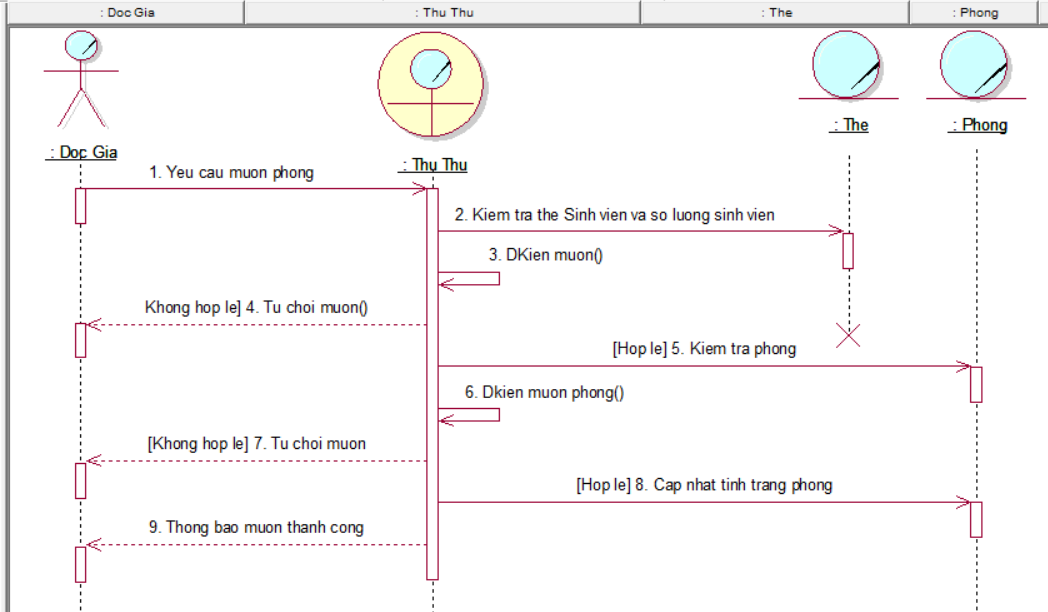 : Doc Gia
: Thu Thu
: The
: Phong
: Doc Gia
: Thu Thu
: The
: Phong
1. Yeu cau muon phong
2. Kiem tra the Sinh vien va so luong sinh vien
3. DKien muon()
Khong hop le] 4. Tu choi muon()
[Hop le] 5. Kiem tra phong
6. Dkien muon phong()
[Khong hop le] 7. Tu choi muon
[Hop le] 8. Cap nhat tinh trang phong
9. Thong bao muon thanh cong